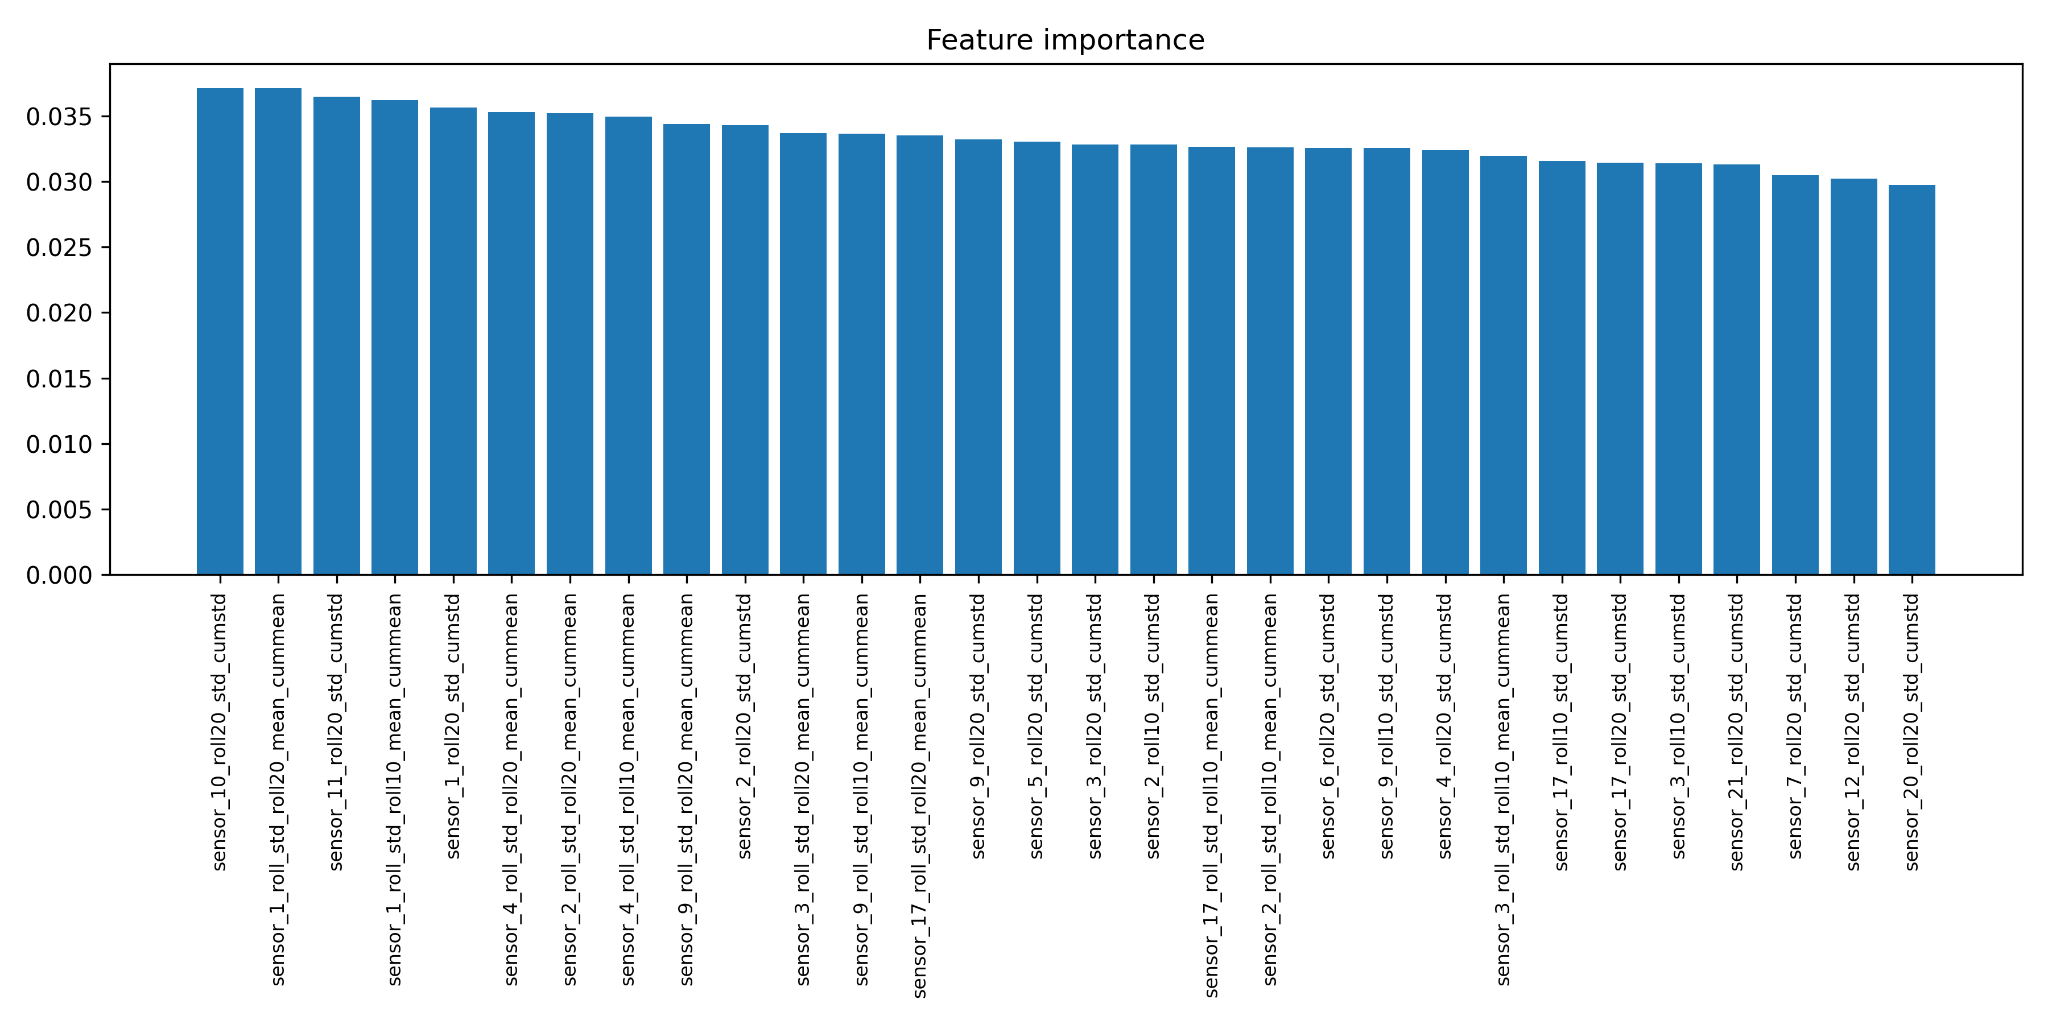 Feature importance
0.035
0.030
0.025
0.020
0.015
0.010
0.005
0.000
sensor_10_roll20_std_cumstd
sensor_1_roll_std_roll20_mean_cummean
sensor_11_roll20_std_cumstd
sensor_1_roll_std_roll10_mean_cummean
sensor_1_roll20_std_cumstd
sensor_4_roll_std_roll20_mean_cummean
sensor_2_roll_std_roll20_mean_cummean
sensor_4_roll_std_roll10_mean_cummean
sensor_9_roll_std_roll20_mean_cummean
sensor_2_roll20_std_cumstd
sensor_3_roll_std_roll20_mean_cummean
sensor_9_roll_std_roll10_mean_cummean
sensor_17_roll_std_roll20_mean_cummean
sensor_9_roll20_std_cumstd
sensor_5_roll20_std_cumstd
sensor_3_roll20_std_cumstd
sensor_2_roll10_std_cumstd
sensor_17_roll_std_roll10_mean_cummean
sensor_2_roll_std_roll10_mean_cummean
sensor_6_roll20_std_cumstd
sensor_9_roll10_std_cumstd
sensor_4_roll20_std_cumstd
sensor_3_roll_std_roll10_mean_cummean
sensor_17_roll10_std_cumstd
sensor_17_roll20_std_cumstd
sensor_3_roll10_std_cumstd
sensor_21_roll20_std_cumstd
sensor_7_roll20_std_cumstd
sensor_12_roll20_std_cumstd
sensor_20_roll20_std_cumstd